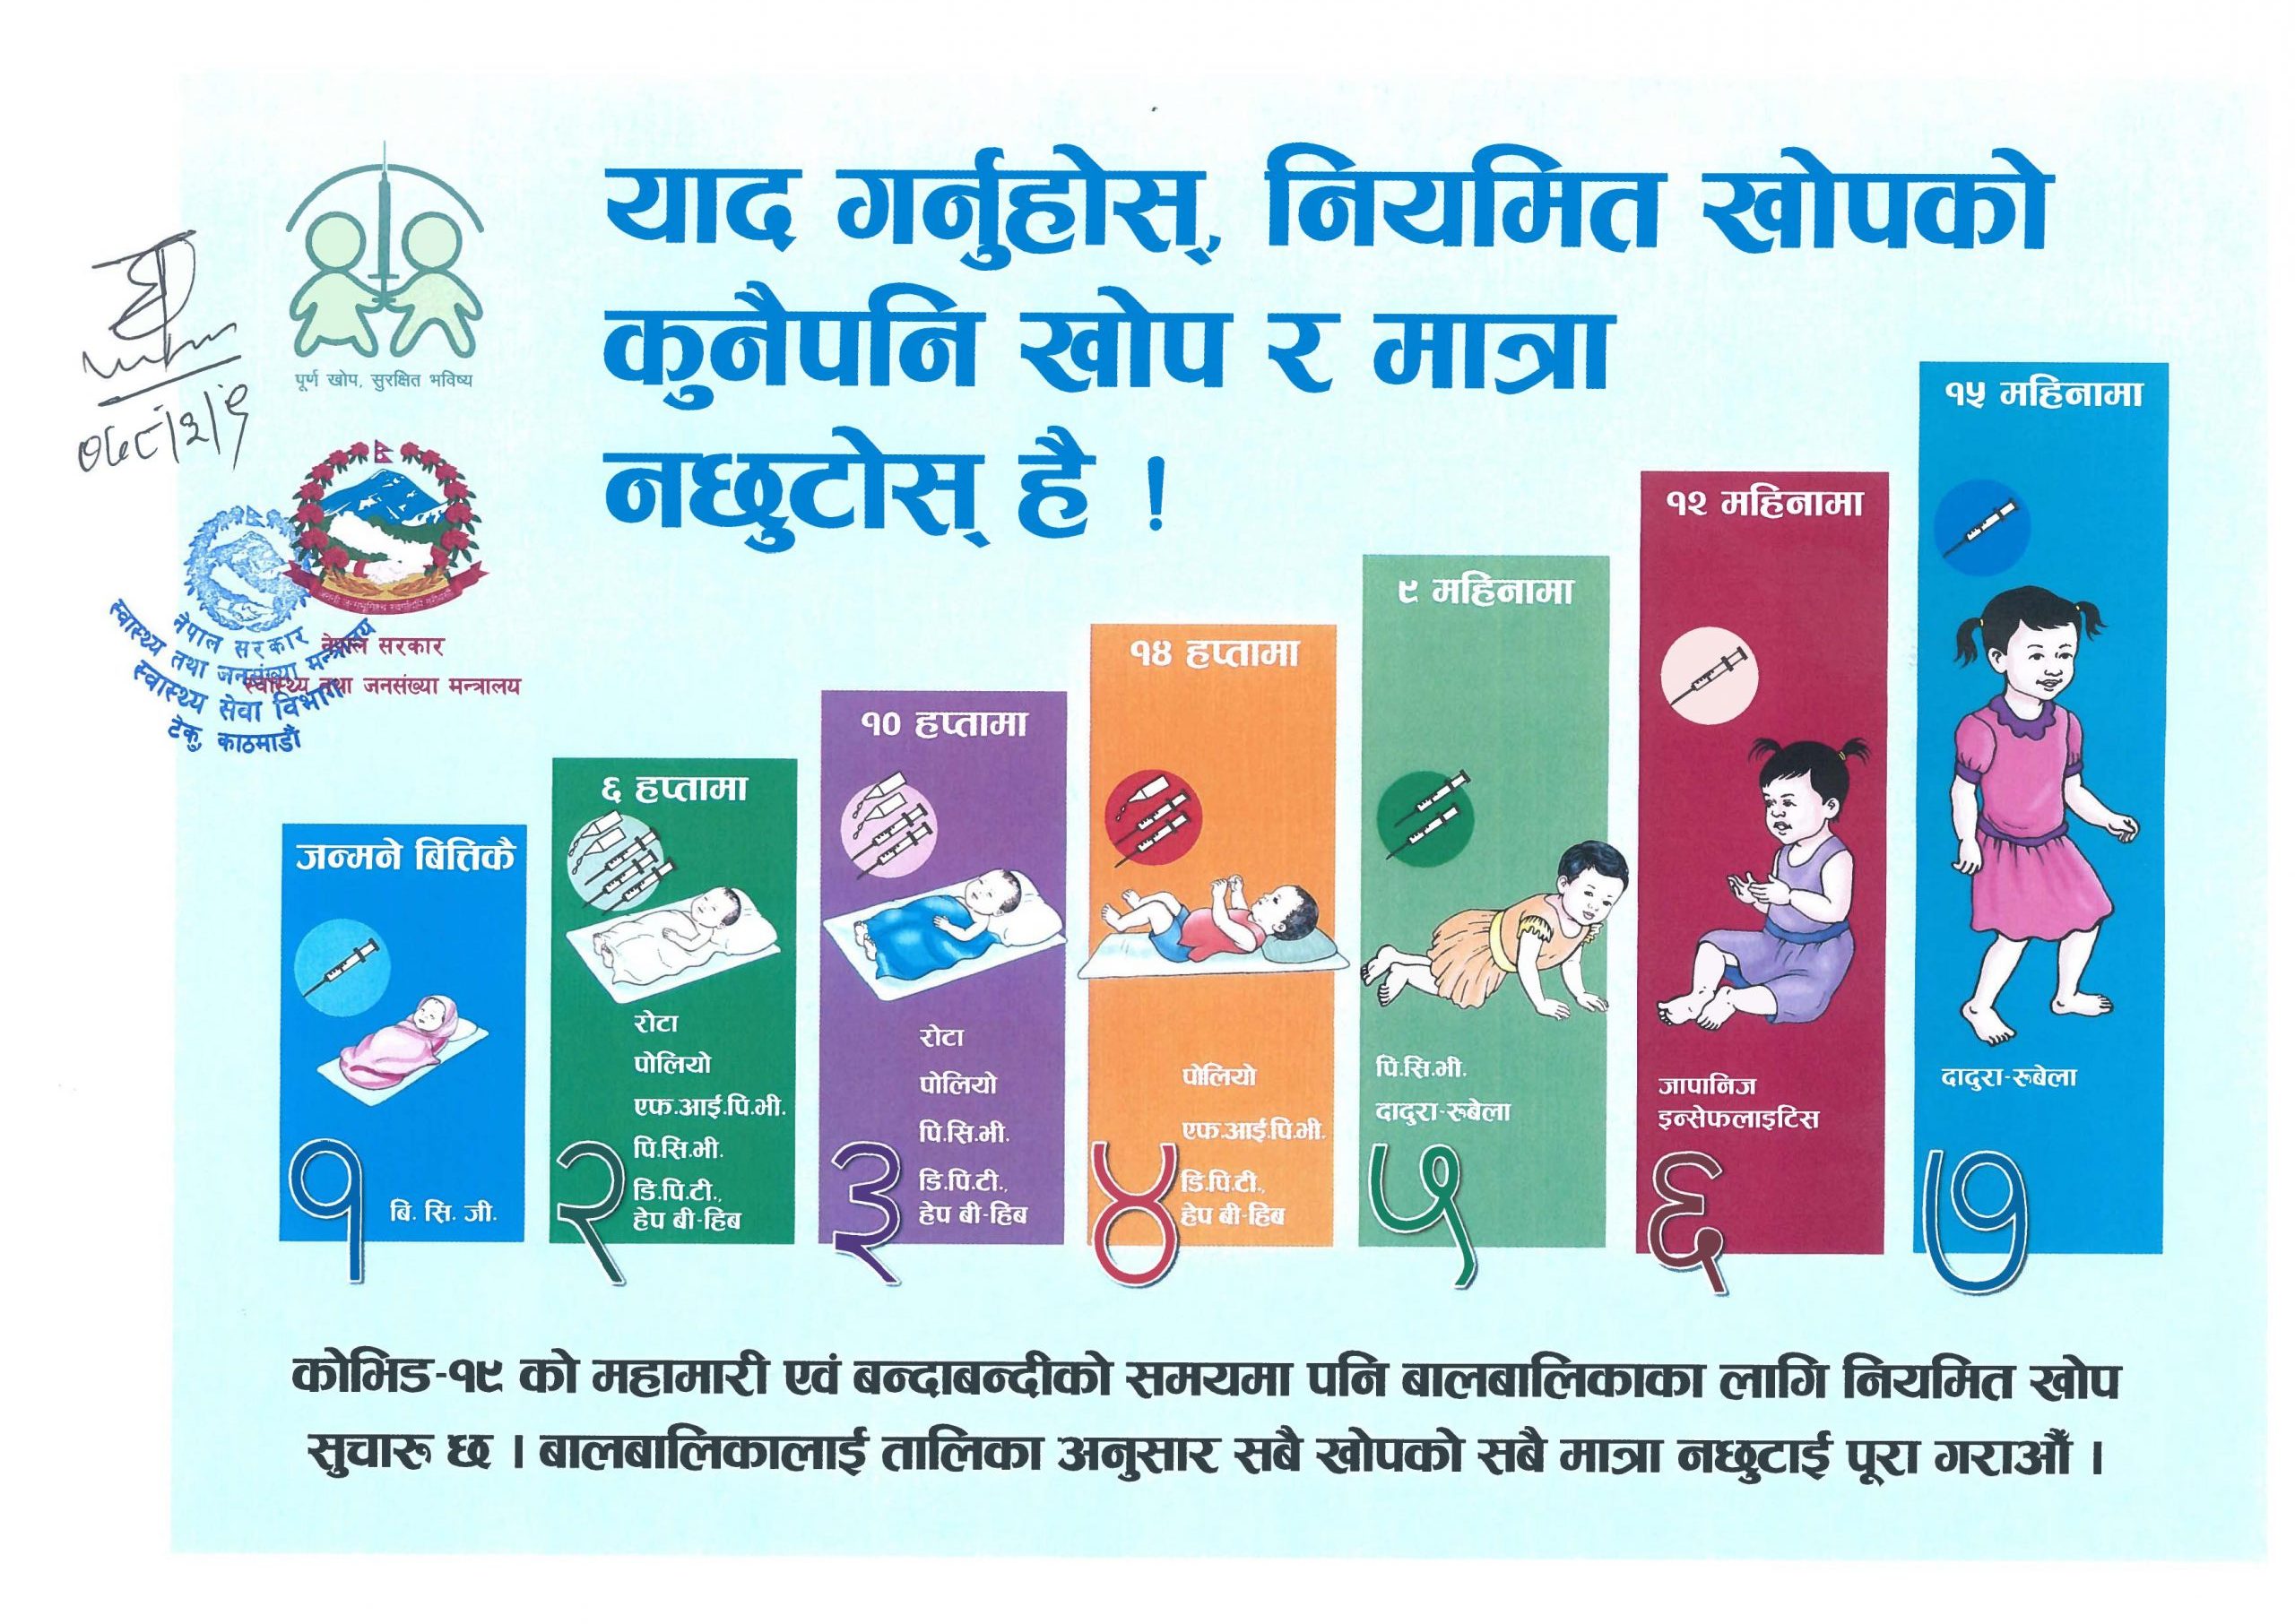 याद गर्नुहोस्, नियमित खोपको
कुनैपनि खोप र मात्रा
नछुटोस् है !
पूर्ण खोप, सुरक्षित भविष्य
०७८/२/९
नेपाल सरकार
स्वास्थ्य तथा जनसंख्या मन्त्रालय
नेपाल सरकार
स्वास्थ्य तथा जनसंख्या मन्त्रालय
स्वास्थ्य सेवा विभाग
टेकु, काठमाडौं
जन्मने बित्तिकै
१
बि. सि. जी.
६ हप्तामा
रोटा
पोलियो
एफ.आई.पि.भी.
पि.सि.भी.
डि.पि.टी.,
हेप बी-हिब
२
१० हप्तामा
रोटा
पोलियो
पि.सि.भी.
डि.पि.टी.,
हेप बी-हिब
३
१४ हप्तामा
पोलियो
एफ.आई.पि.भी.
डि.पि.टी.,
हेप बी-हिब
४
९ महिनामा
पि.सि.भी.
दादुरा-रुबेला
५
१२ महिनामा
जापानिज
इन्सेफलाइटिस
६
१५ महिनामा
दादुरा-रुबेला
७
कोभिड-१९ को महामारी एवं बन्दाबन्दीको समयमा पनि बालबालिकाका लागि नियमित खोप
सुचारू छ । बालबालिकालाई तालिका अनुसार सबै खोपको सबै मात्रा नछुटाई पूरा गराऔं ।